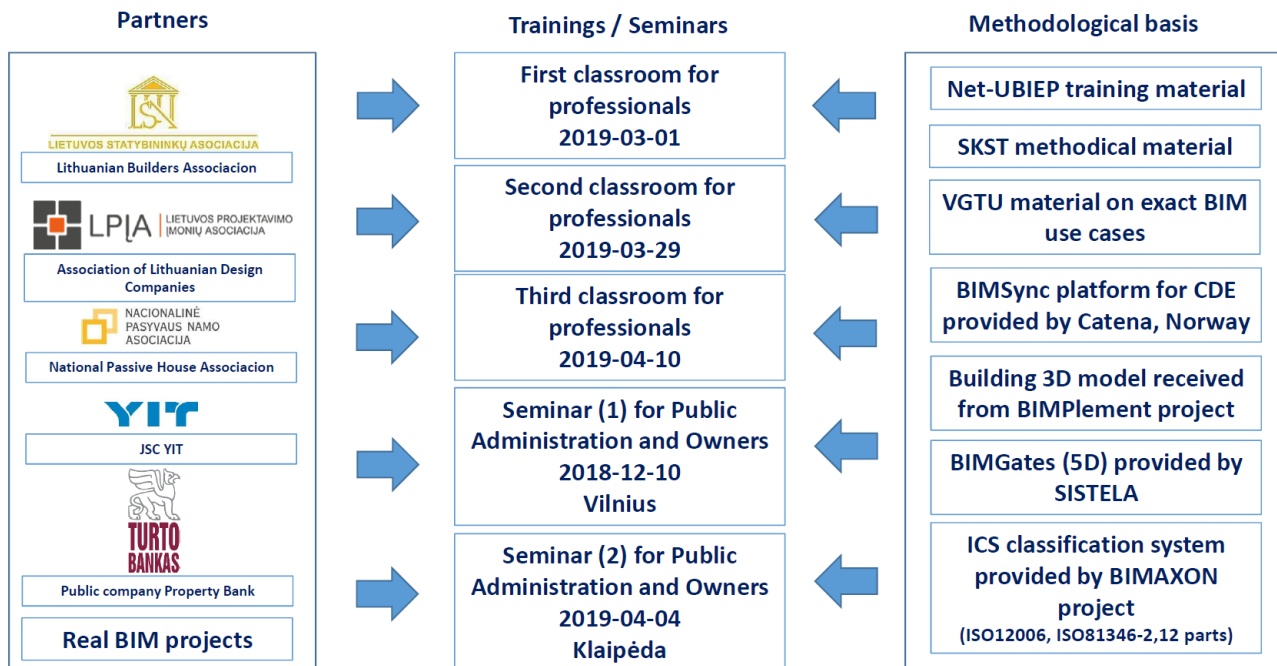 Partners
LSA
LIETUVOS STATYBININKŲ ASOCIACIJA
Lithuanian Builders Associacion
LPĮA
LIETUVOS PROJEKTAVIMO
ĮMONIŲ ASOCIACIJA
Association of Lithuanian Design
Companies
NACIONALINĖ
PASYVAUS NAMO
ASOCIACIJA
National Passive House Associacion
YIT
JSC YIT
TURTO
BANKAS
Public company Property Bank
Real BIM projects
Trainings / Seminars
First classroom for
professionals
2019-03-01
Second classroom for
professionals
2019-03-29
Third classroom for
professionals
2019-04-10
Seminar (1) for Public
Administration and Owners
2018-12-10
Vilnius
Seminar (2) for Public
Administration and Owners
2019-04-04
Klaipėda
Methodological basis
Net-UBIEP training material
SKST methodical material
VGTU material on exact BIM
use cases
BIMSync platform for CDE
provided by Catena, Norway
Building 3D model received
from BIMPlement project
BIMGates (5D) provided by
SISTELA
ICS classification system
provided by BIMAXON
project
(ISO12006, ISO81346-2,12 parts)